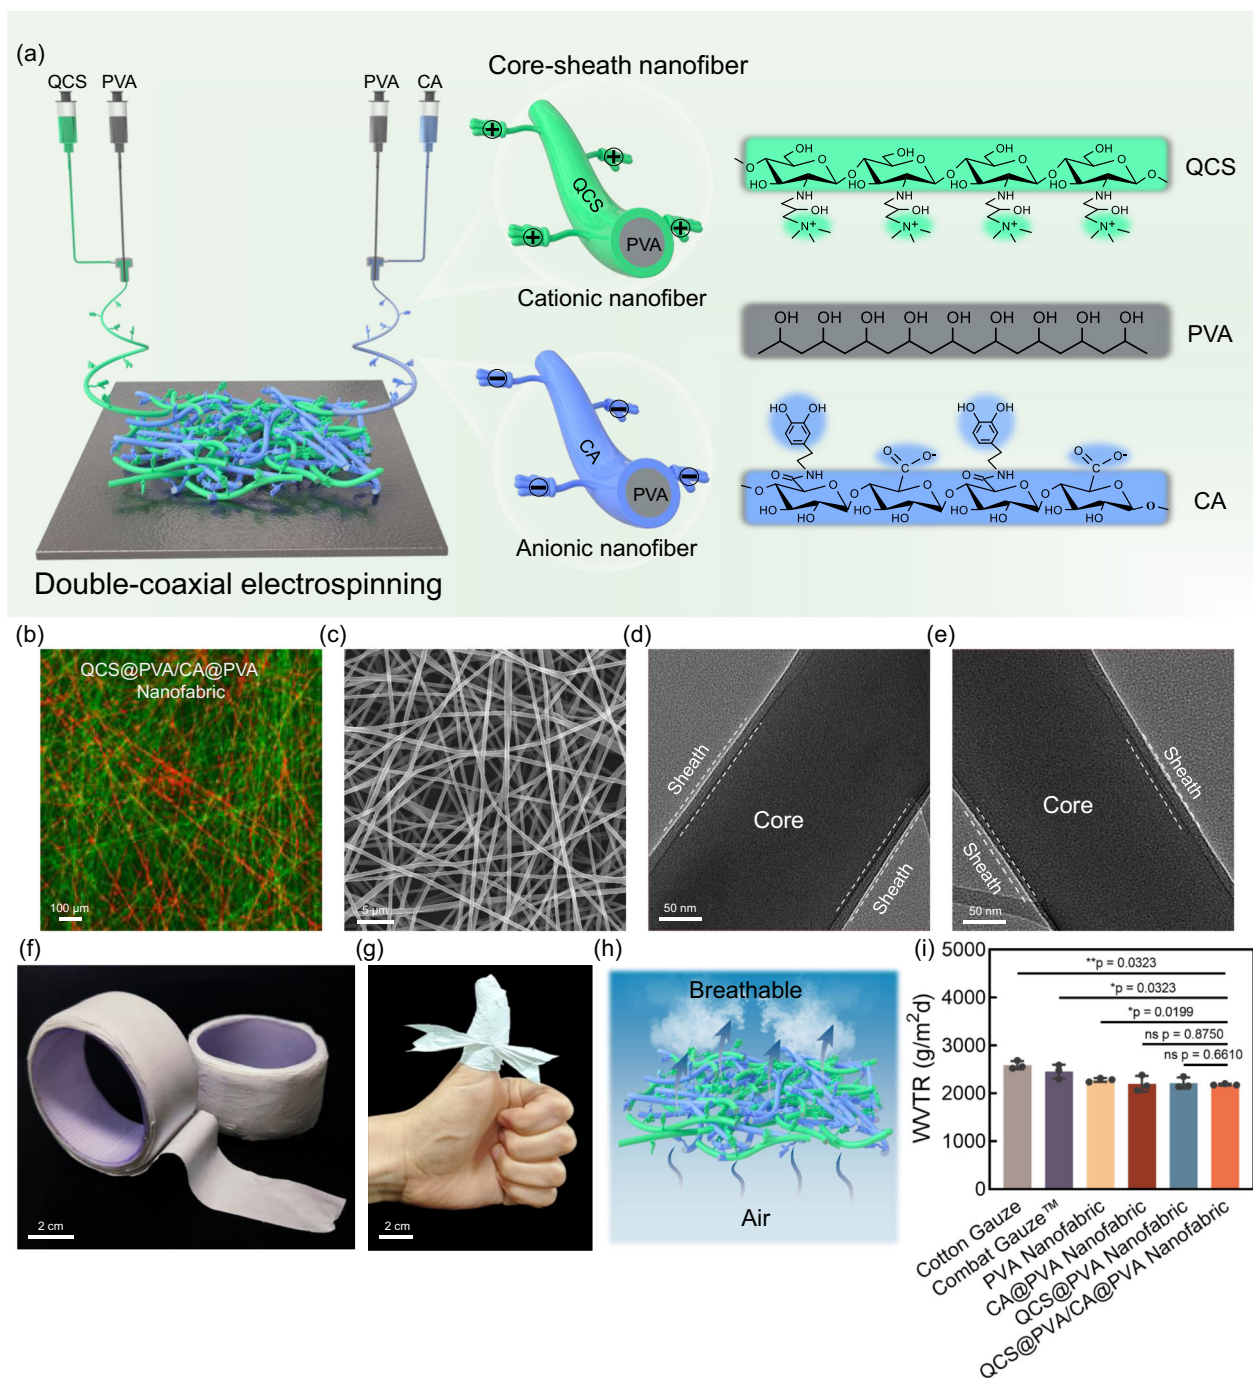 (a)
QCS PVA
PVA CA
Core-sheath nanofiber
QCS
PVA
Cationic nanofiber
CA
PVA
Anionic nanofiber
Double-coaxial electrospinning
OH OH OH OH
O O O O O
HO HO HO HO
NH NH NH NH
OH OH OH OH
N+ N+ N+ N+
QCS
OH OH OH OH OH OH OH OH OH
PVA
HO OH HO OH
O O- O O-
O NH O NH
O O O O O
HO OH HO OH HO OH HO OH
CA
(b)
QCS@PVA/CA@PVA
Nanofabric
100 μm
(c)
5 μm
(d)
Sheath
Core
Sheath
50 nm
(e)
Sheath
Core
Sheath
50 nm
(f)
2 cm
(g)
2 cm
(h)
Breathable
Air
(i)
WVTR (g/m²d)
5000
4000
3000
2000
1000
0
**p = 0.0323
*p = 0.0323
*p = 0.0199
ns p = 0.8750
ns p = 0.6610
Cotton Gauze
Combat Gauze™
PVA Nanofabric
CA@PVA Nanofabric
QCS@PVA Nanofabric
QCS@PVA/CA@PVA Nanofabric